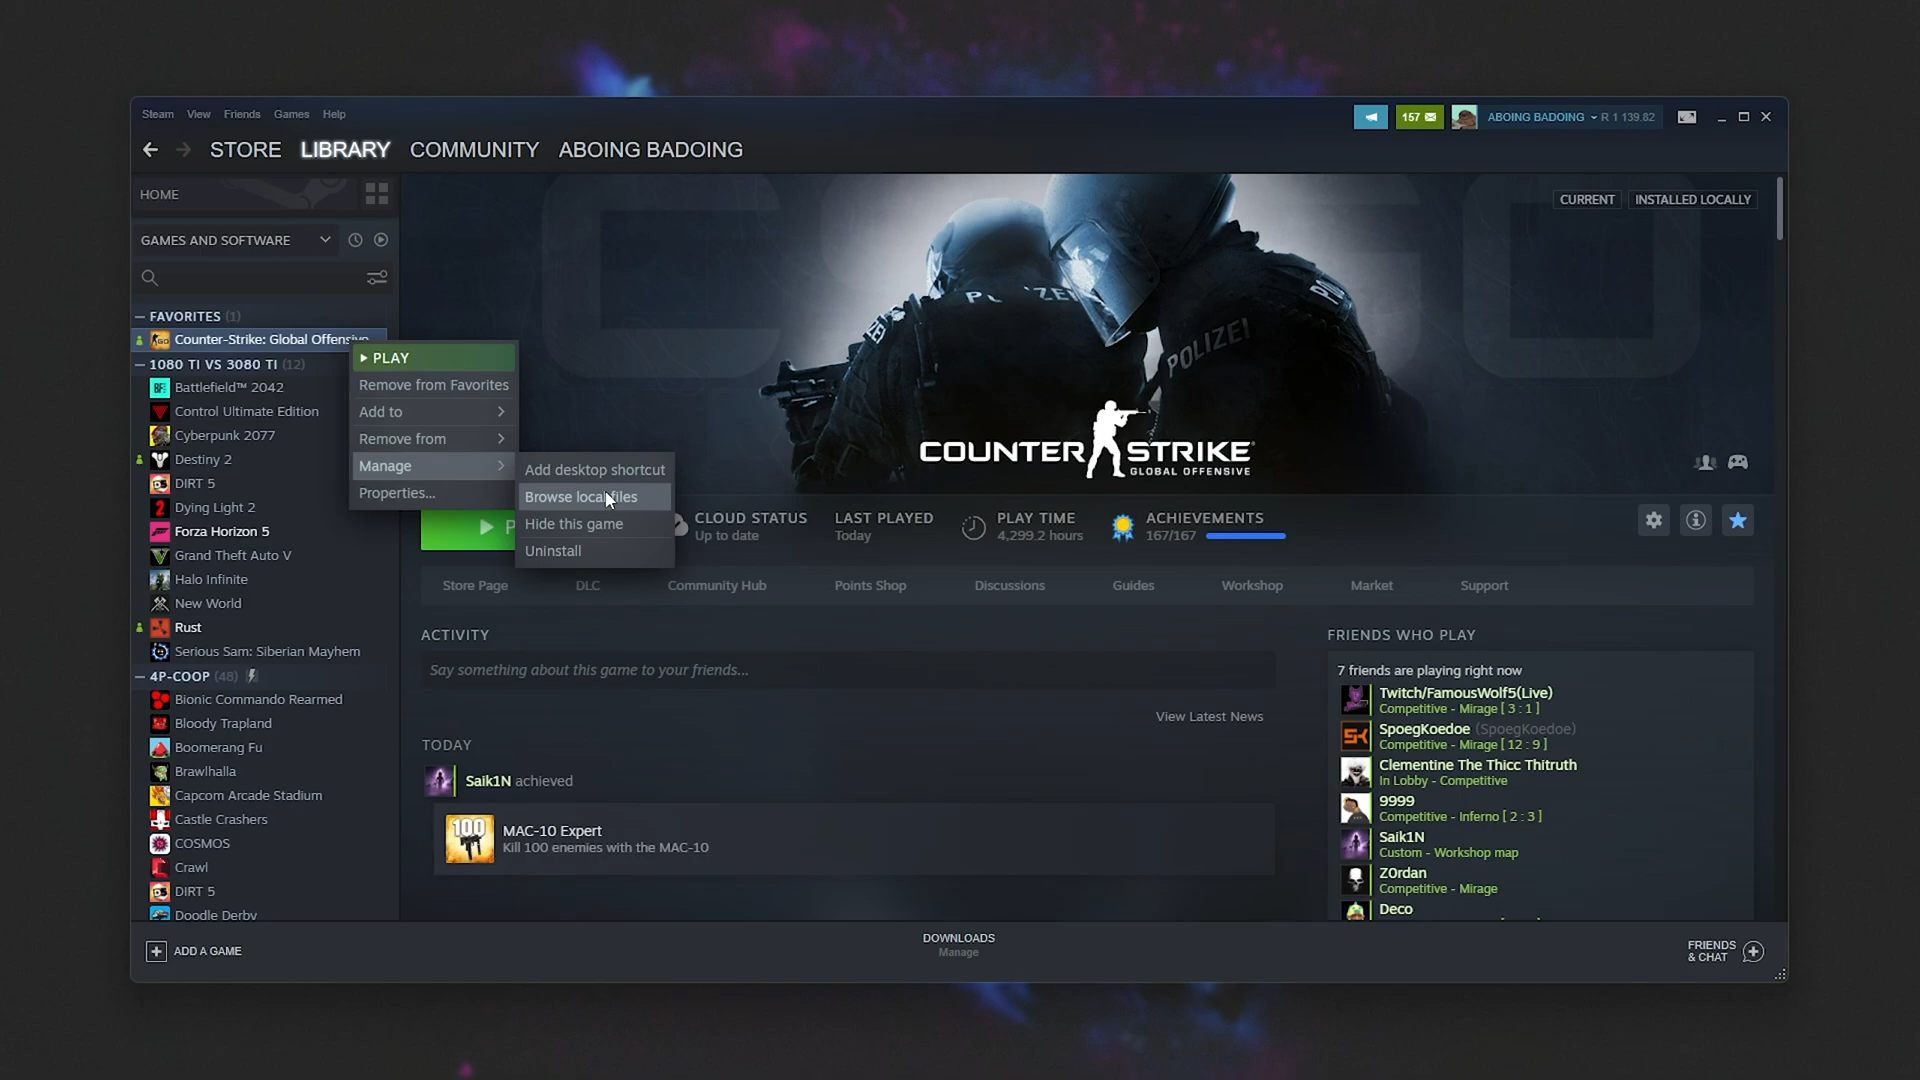 Steam View Friends Games Help
157
ABOING BADOING R 1 139.82
STORE LIBRARY COMMUNITY ABOING BADOING
HOME
GAMES AND SOFTWARE
— FAVORITES (1)
Counter-Strike: Global Offensive
— 1080 TI VS 3080 TI (12)
Battlefield™ 2042
Control Ultimate Edition
Cyberpunk 2077
Destiny 2
DIRT 5
Dying Light 2
Forza Horizon 5
Grand Theft Auto V
Halo Infinite
New World
Rust
Serious Sam: Siberian Mayhem
— 4P-COOP (48)
Bionic Commando Rearmed
Bloody Trapland
Boomerang Fu
Brawlhalla
Capcom Arcade Stadium
Castle Crashers
COSMOS
Crawl
DIRT 5
Doodle Derby
PLAY
Remove from Favorites
Add to
Remove from
Manage
Properties...
Add desktop shortcut
Browse local files
Hide this game
Uninstall
CURRENT INSTALLED LOCALLY
POLIZEI
COUNTER STRIKE
GLOBAL OFFENSIVE
CLOUD STATUS
Up to date
LAST PLAYED
Today
PLAY TIME
4,299.2 hours
ACHIEVEMENTS
167/167
Store Page DLC Community Hub Points Shop Discussions Guides Workshop Market Support
ACTIVITY
Say something about this game to your friends...
View Latest News
TODAY
Saik1N achieved
100
MAC-10 Expert
Kill 100 enemies with the MAC-10
FRIENDS WHO PLAY
7 friends are playing right now
Twitch/FamousWolf5(Live)
Competitive - Mirage [ 3 : 1 ]
SpoegKoedoe (SpoegKoedoe)
Competitive - Mirage [ 12 : 9 ]
Clementine The Thicc Thitruth
In Lobby - Competitive
9999
Competitive - Inferno [ 2 : 3 ]
Saik1N
Custom - Workshop map
Z0rdan
Competitive - Mirage
Deco
ADD A GAME
DOWNLOADS
Manage
FRIENDS
& CHAT